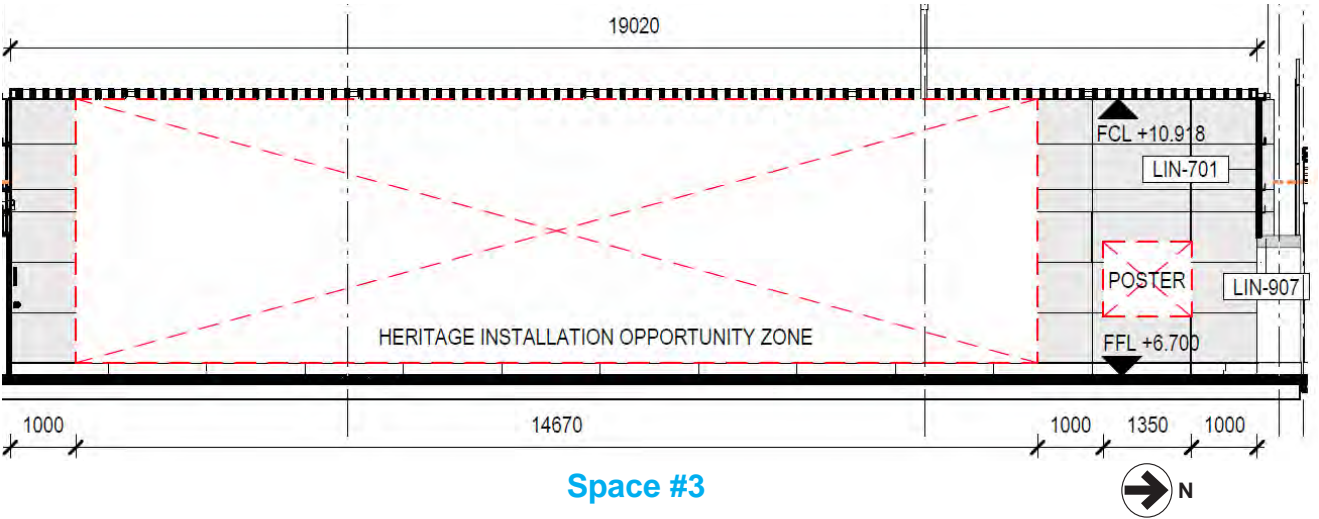 19020
FCL +10.918
LIN-701
POSTER
LIN-907
HERITAGE INSTALLATION OPPORTUNITY ZONE
FFL +6.700
1000 14670 1000 1350 1000
Space #3
N